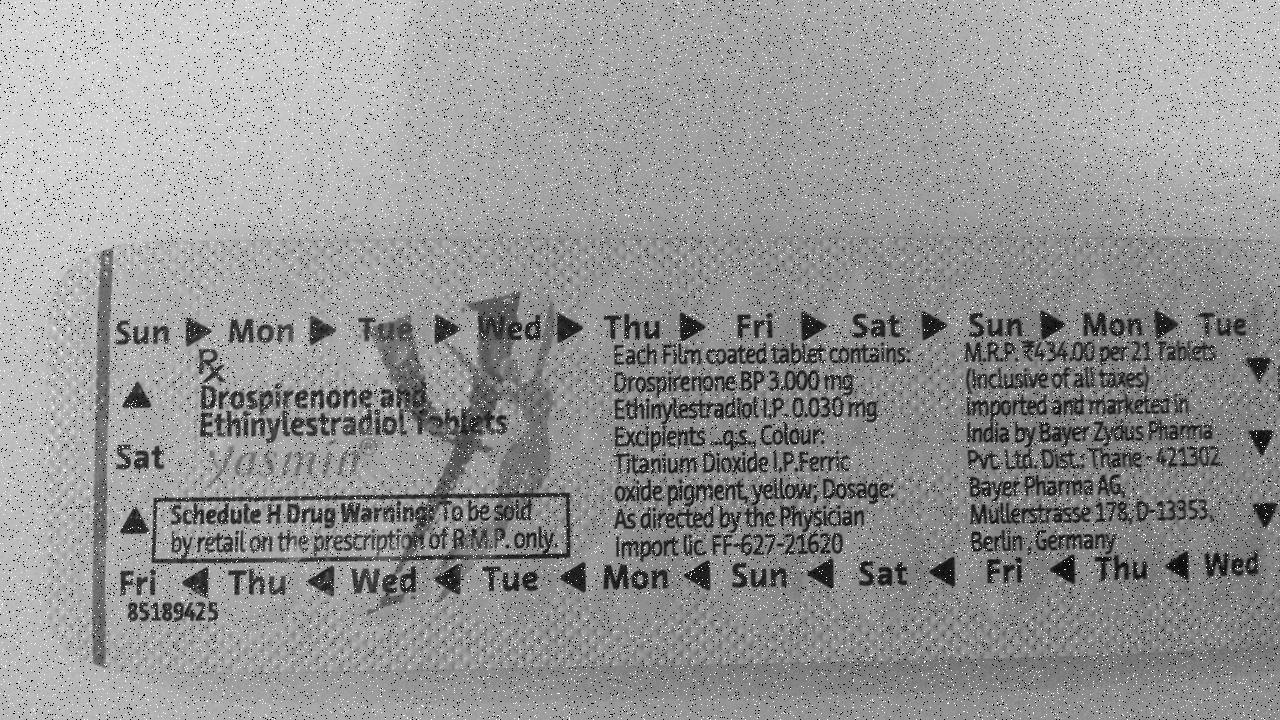 Sun Mon Tue Wed Thu Fri Sat Sun Mon Tue
Rx
Drospirenone and
Ethinylestradiol Tablets
yasmin®
Sat
Schedule H Drug Warning: To be sold
by retail on the prescription of R.M.P. only.
Each Film coated tablet contains:
Drospirenone BP 3.000 mg
Ethinylestradiol I.P. 0.030 mg
Excipients ...q.s., Colour:
Titanium Dioxide I.P.Ferric
oxide pigment, yellow; Dosage:
As directed by the Physician
Import lic. FF-627-21620
M.R.P. ₹434.00 per 21 Tablets
(Inclusive of all taxes)
Imported and marketed in
India by Bayer Zydus Pharma
Pvt. Ltd. Dist.: Thane - 421302
Bayer Pharma AG,
Mullerstrasse 178, D-13353,
Berlin, Germany
Fri Thu Wed Tue Mon Sun Sat Fri Thu Wed
85189425